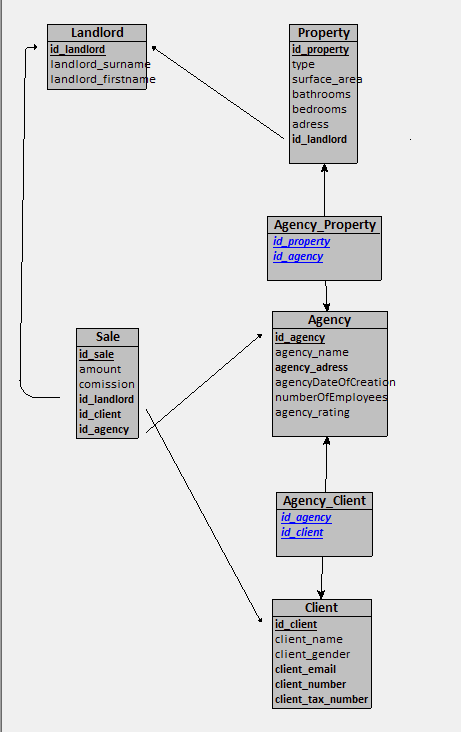 Landlord
id_landlord
landlord_surname
landlord_firstname
Property
id_property
type
surface_area
bathrooms
bedrooms
adress
id_landlord
Agency_Property
id_property
id_agency
Agency
id_agency
agency_name
agency_adress
agencyDateOfCreation
numberOfEmployees
agency_rating
Sale
id_sale
amount
comission
id_landlord
id_client
id_agency
Agency_Client
id_agency
id_client
Client
id_client
client_name
client_gender
client_email
client_number
client_tax_number